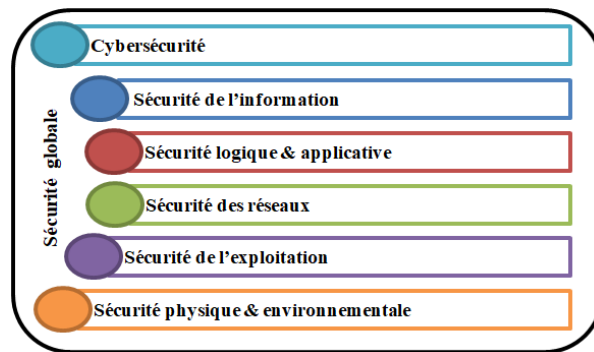 Sécurité globale
Cybersécurité
Sécurité de l'information
Sécurité logique & applicative
Sécurité des réseaux
Sécurité de l'exploitation
Sécurité physique & environnementale